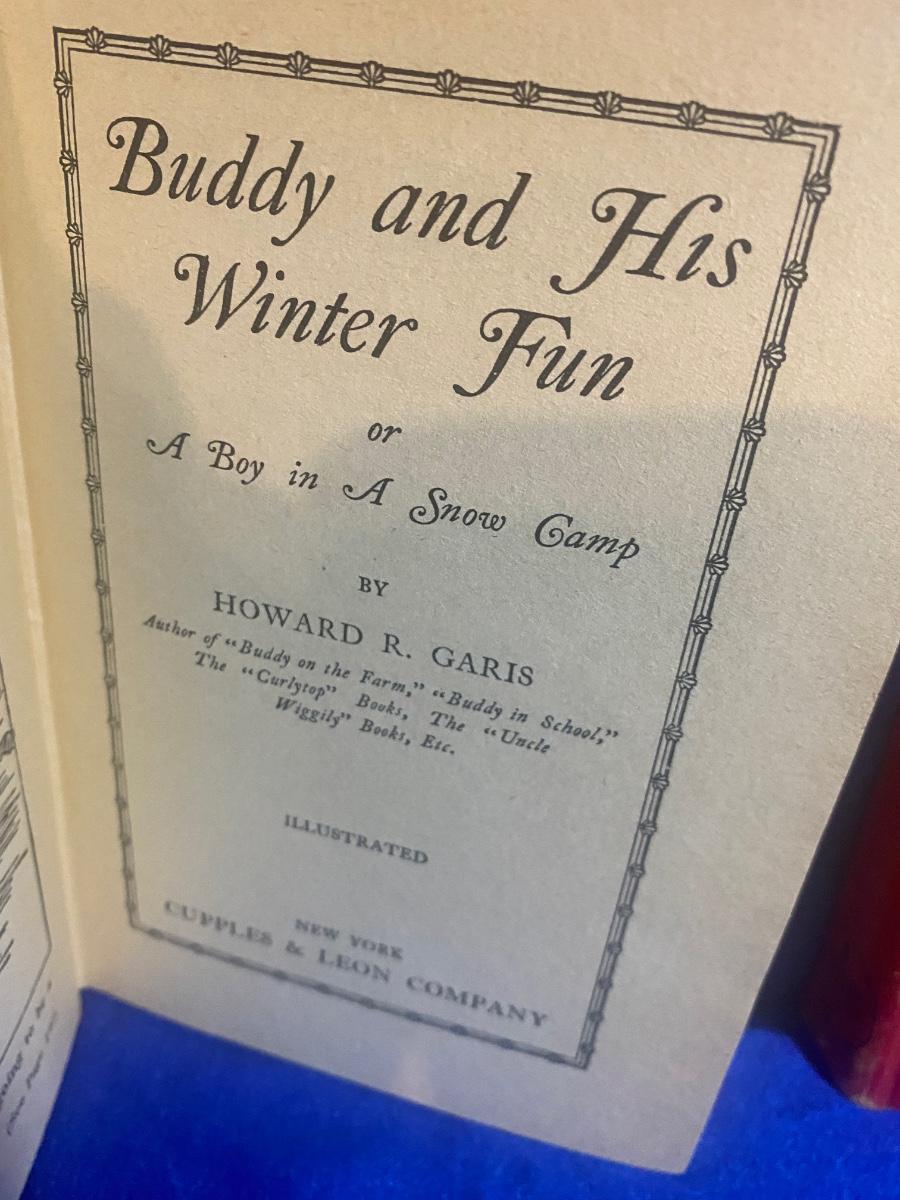 Buddy and His
Winter Fun
or
A Boy in A Snow Camp
BY
HOWARD R. GARIS
Author of “Buddy on the Farm,” “Buddy in School,”
The “Curlytop” Books, The “Uncle
Wiggily” Books, Etc.
ILLUSTRATED
NEW YORK
CUPPLES & LEON COMPANY